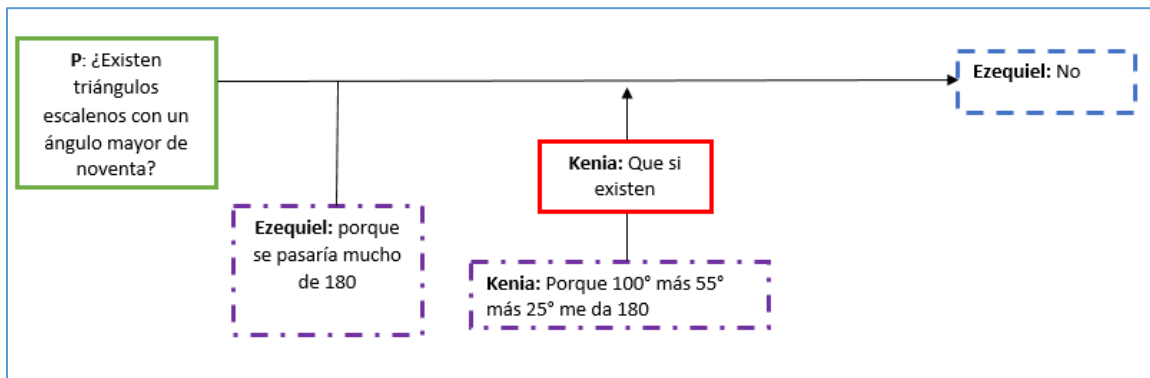 P: ¿Existen
triángulos
escalenos con un
ángulo mayor de
noventa?
Ezequiel: No
Kenia: Que si
existen
Ezequiel: porque
se pasaría mucho
de 180
Kenia: Porque 100° más 55°
más 25° me da 180